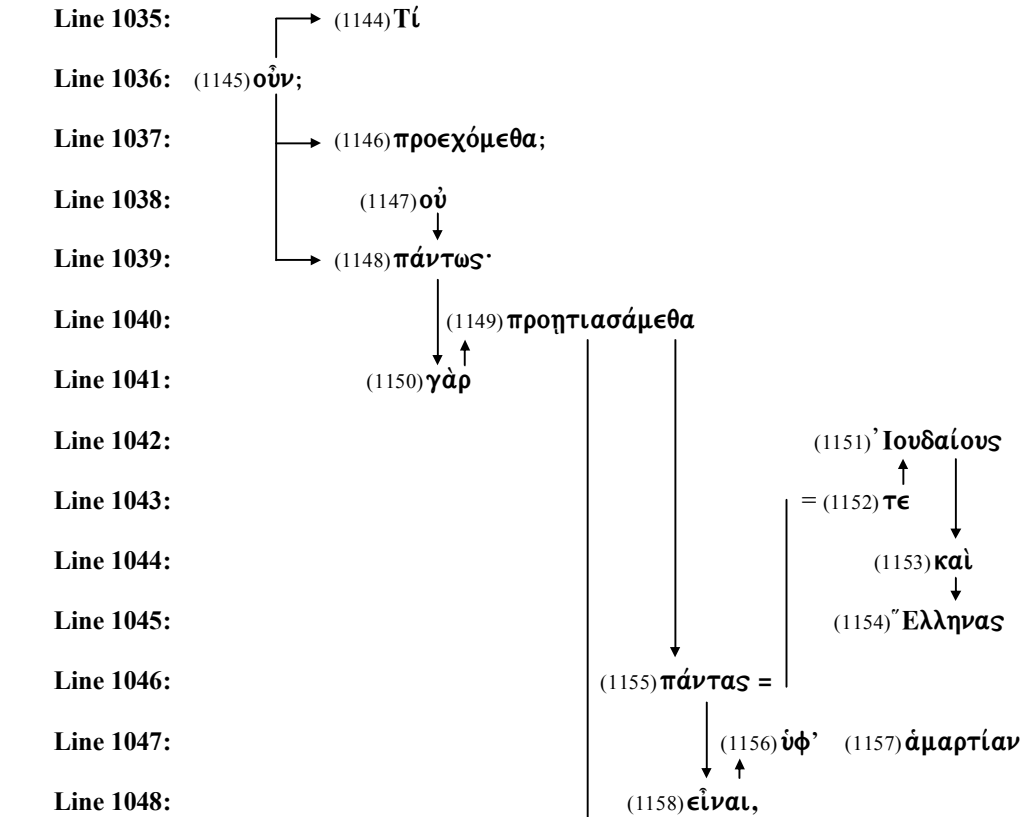 Line 1035: (1144) Τί
Line 1036: (1145) οὖν;
Line 1037: (1146) προεχόμεθα;
Line 1038: (1147) οὐ
Line 1039: (1148) πάντως·
Line 1040: (1149) προῃτιασάμεθα
Line 1041: (1150) γὰρ
Line 1042: (1151) Ἰουδαίους
Line 1043: = (1152) τε
Line 1044: (1153) καὶ
Line 1045: (1154) Ἕλληνας
Line 1046: (1155) πάντας =
Line 1047: (1156) ὑφ’ (1157) ἁμαρτίαν
Line 1048: (1158) εἶναι,